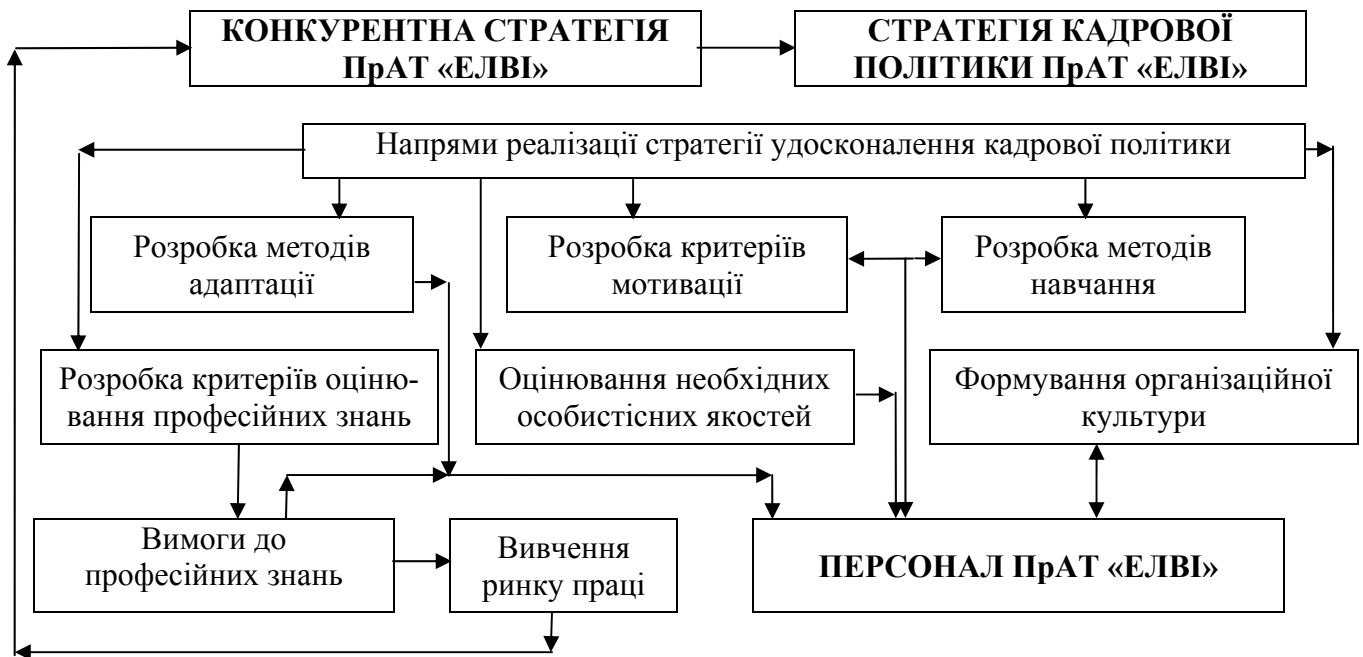 КОНКУРЕНТНА СТРАТЕГІЯ
ПрАТ «ЕЛВІ»
СТРАТЕГІЯ КАДРОВОЇ
ПОЛІТИКИ ПрАТ «ЕЛВІ»
Напрями реалізації стратегії удосконалення кадрової політики
Розробка методів
адаптації
Розробка критеріїв
мотивації
Розробка методів
навчання
Розробка критеріїв оціню-
вання професійних знань
Оцінювання необхідних
особистісних якостей
Формування організаційної
культури
Вимоги до
професійних знань
Вивчення
ринку праці
ПЕРСОНАЛ ПрАТ «ЕЛВІ»